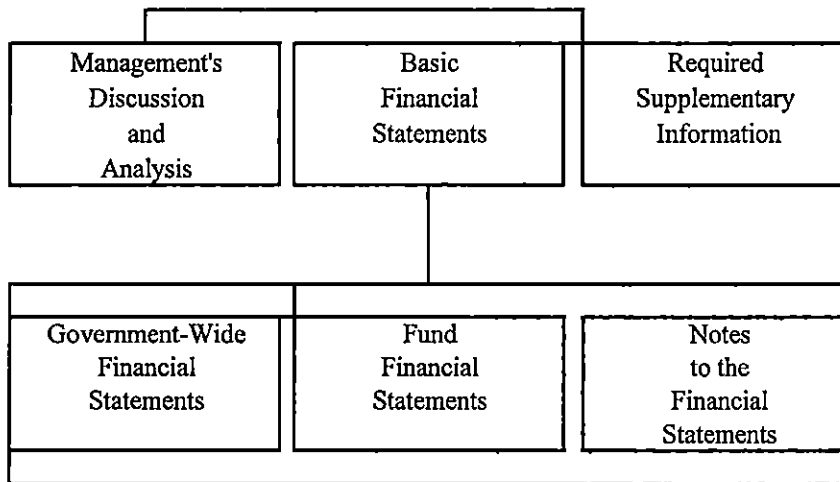 Management's
Discussion
and
Analysis
Basic
Financial
Statements
Required
Supplementary
Information
Government-Wide
Financial
Statements
Fund
Financial
Statements
Notes
to the
Financial
Statements